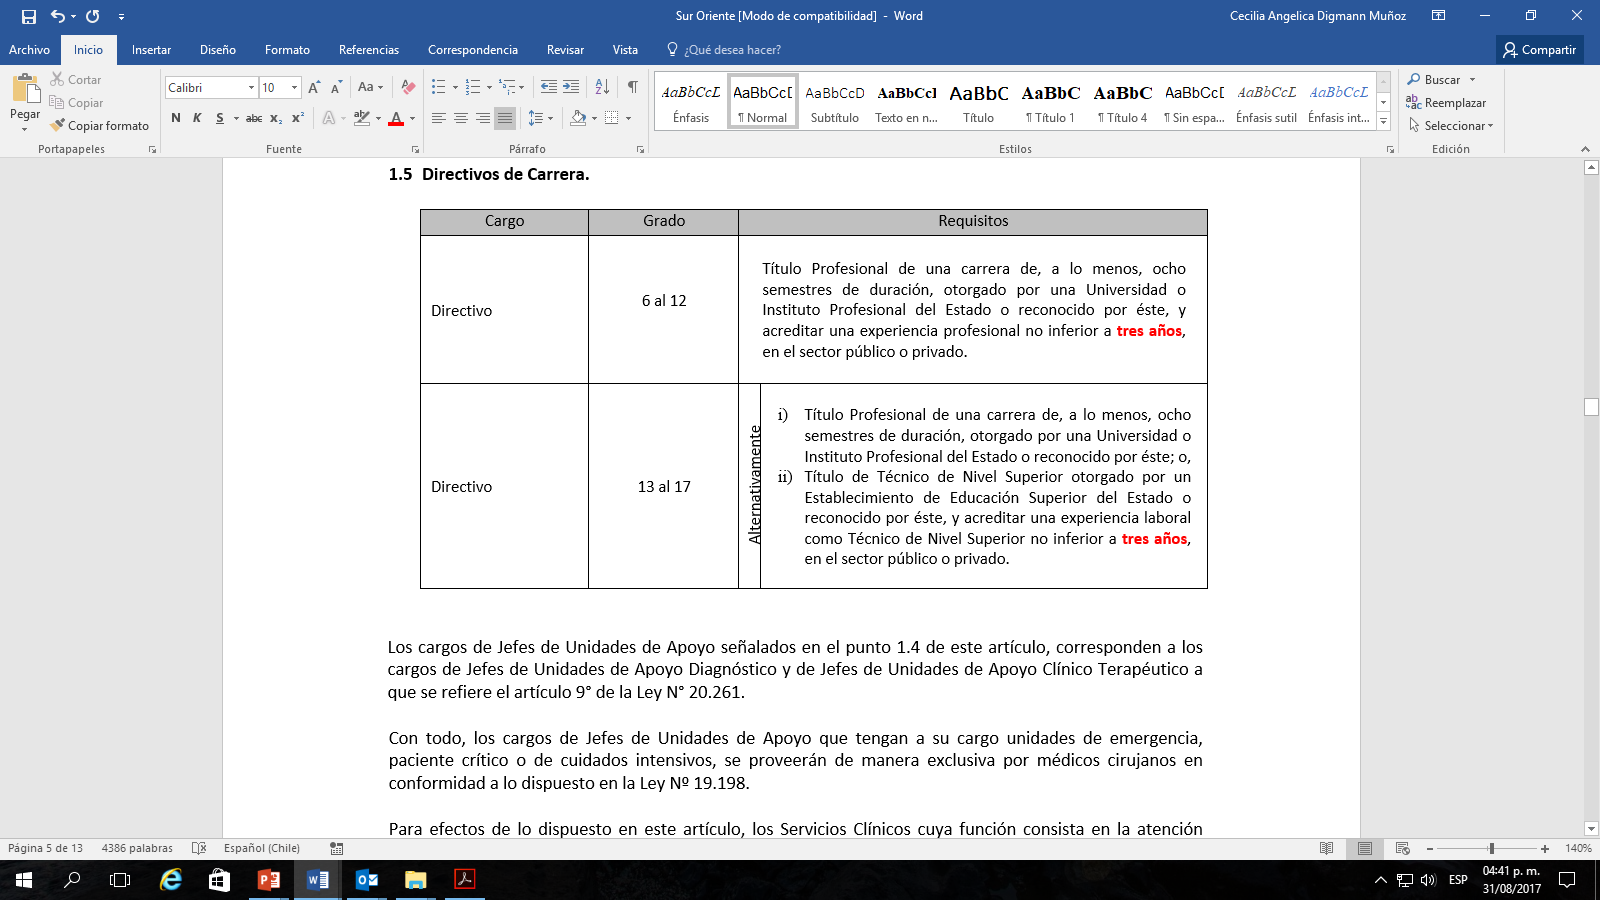 Sur Oriente [Modo de compatibilidad] - Word
Cecilia Angelica Digmann Muñoz
Archivo Inicio Insertar Diseño Formato Referencias Correspondencia Revisar Vista ¿Qué desea hacer? Compartir
Pegar
Cortar
Copiar
Copiar formato
Portapapeles
Calibri 10
N K S abc x₂ x²
Fuente
Párrafo
AaBbCcD AaBbCcD AaBbCcD AaBbCcI AaBbC AaBbC AaBbC AaBbCcD AaBbCcD AaBbCcD
Énfasis ¶ Normal Subtítulo Texto en n... Título ¶ Título 1 ¶ Título 4 ¶ Sin espa... Énfasis sutil Énfasis int...
Estilos
Buscar
Reemplazar
Seleccionar
Edición
1.5 Directivos de Carrera.
Cargo Grado Requisitos
Directivo
6 al 12
Título Profesional de una carrera de, a lo menos, ocho
semestres de duración, otorgado por una Universidad o
Instituto Profesional del Estado o reconocido por éste, y
acreditar una experiencia profesional no inferior a tres años,
en el sector público o privado.
Directivo
13 al 17
Alternativamente
i) Título Profesional de una carrera de, a lo menos, ocho
semestres de duración, otorgado por una Universidad o
Instituto Profesional del Estado o reconocido por éste; o,
ii) Título de Técnico de Nivel Superior otorgado por un
Establecimiento de Educación Superior del Estado o
reconocido por éste, y acreditar una experiencia laboral
como Técnico de Nivel Superior no inferior a tres años,
en el sector público o privado.
Los cargos de Jefes de Unidades de Apoyo señalados en el punto 1.4 de este artículo, corresponden a los
cargos de Jefes de Unidades de Apoyo Diagnóstico y de Jefes de Unidades de Apoyo Clínico Terapéutico a
que se refiere el artículo 9° de la Ley N° 20.261.
Con todo, los cargos de Jefes de Unidades de Apoyo que tengan a su cargo unidades de emergencia,
paciente crítico o de cuidados intensivos, se proveerán de manera exclusiva por médicos cirujanos en
conformidad a lo dispuesto en la Ley Nº 19.198.
Para efectos de lo dispuesto en este artículo, los Servicios Clínicos cuya función consista en la atención
Página 5 de 13 4386 palabras Español (Chile) 140%
ESP
04:41 p. m.
31/08/2017